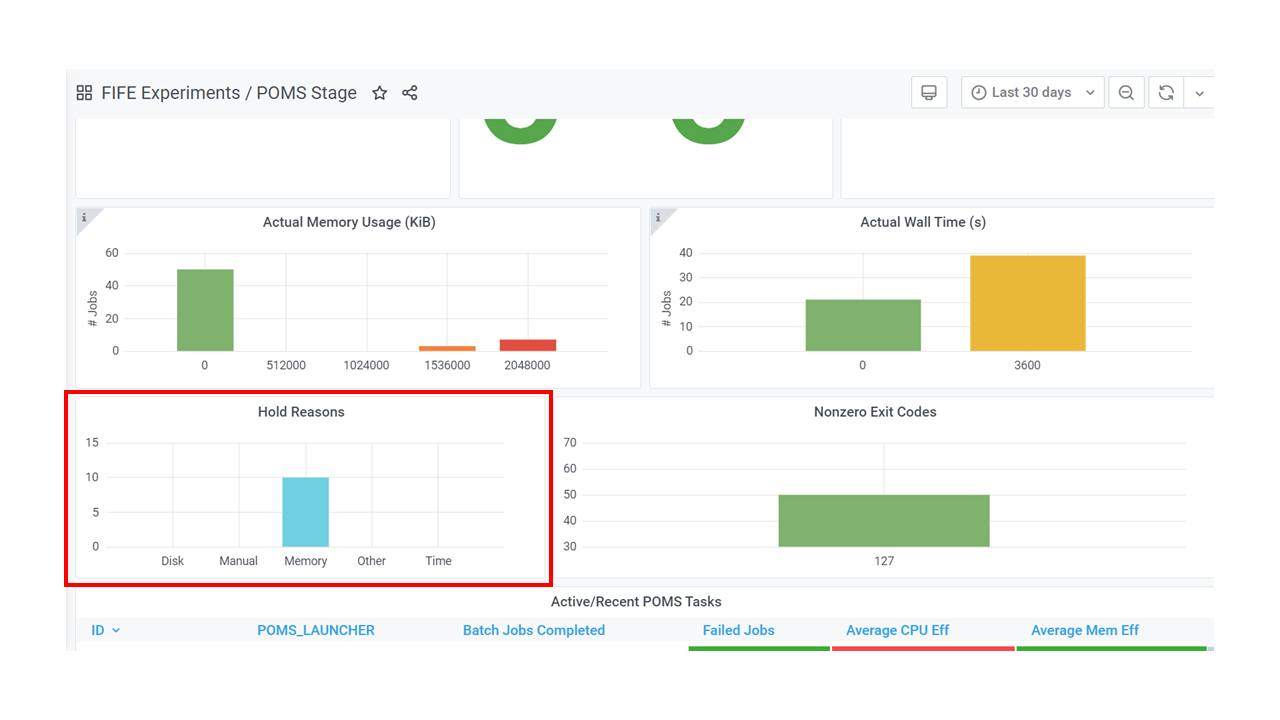 FIFE Experiments / POMS Stage
Last 30 days
i
Actual Memory Usage (KiB)
# Jobs
60
40
20
0
0 512000 1024000 1536000 2048000
i
Actual Wall Time (s)
# Jobs
40
30
20
10
0
0 3600
Hold Reasons
15
10
5
0
Disk Manual Memory Other Time
Nonzero Exit Codes
70
60
50
40
30
127
Active/Recent POMS Tasks
ID POMS_LAUNCHER Batch Jobs Completed Failed Jobs Average CPU Eff Average Mem Eff